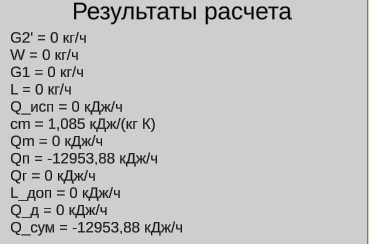 Результаты расчета
G2' = 0 кг/ч
W = 0 кг/ч
G1 = 0 кг/ч
L = 0 кг/ч
Q_исп = 0 кДж/ч
cm = 1,085 кДж/(кг К)
Qm = 0 кДж/ч
Qп = -12953,88 кДж/ч
Qг = 0 кДж/ч
L_доп = 0 кДж/ч
Q_д = 0 кДж/ч
Q_сум = -12953,88 кДж/ч